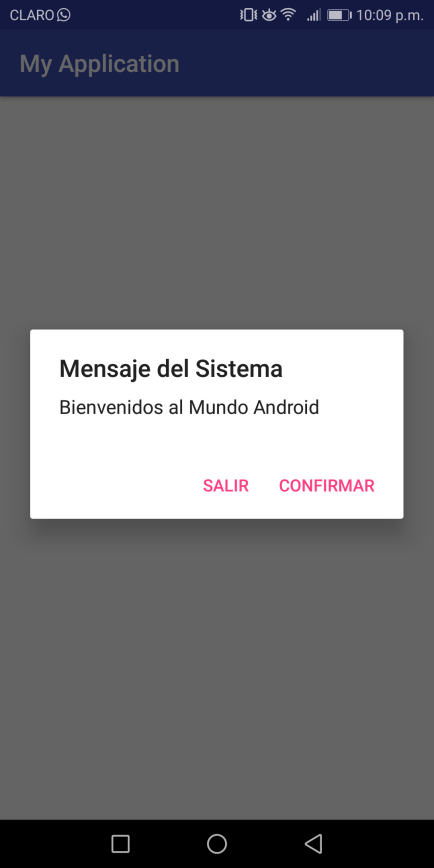 CLARO 10:09 p.m.
My Application
Mensaje del Sistema
Bienvenidos al Mundo Android
SALIR CONFIRMAR